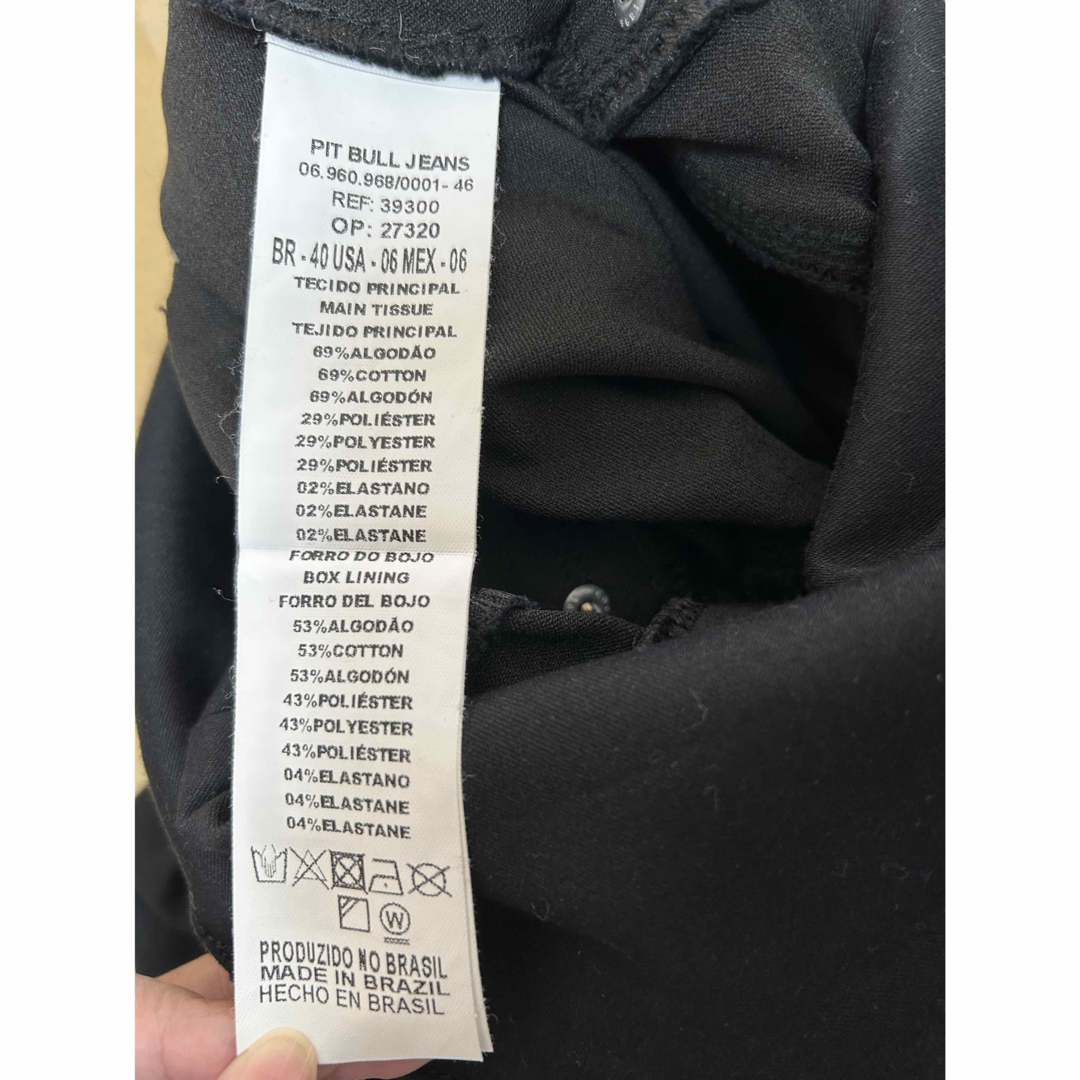 PIT BULL JEANS
06.960.968/0001- 46
REF: 39300
OP: 27320
BR - 40 USA - 06 MEX - 06
TECIDO PRINCIPAL
MAIN TISSUE
TEJIDO PRINCIPAL
69%ALGODÃO
69%COTTON
69%ALGODÓN
29%POLIÉSTER
29%POLYESTER
29%POLIÉSTER
02%ELASTANO
02%ELASTANE
02%ELASTANE
FORRO DO BOJO
BOX LINING
FORRO DEL BOJO
53%ALGODÃO
53%COTTON
53%ALGODÓN
43%POLIÉSTER
43%POLYESTER
43%POLIÉSTER
04%ELASTANO
04%ELASTANE
04%ELASTANE
W
PRODUZIDO NO BRASIL
MADE IN BRAZIL
HECHO EN BRASIL